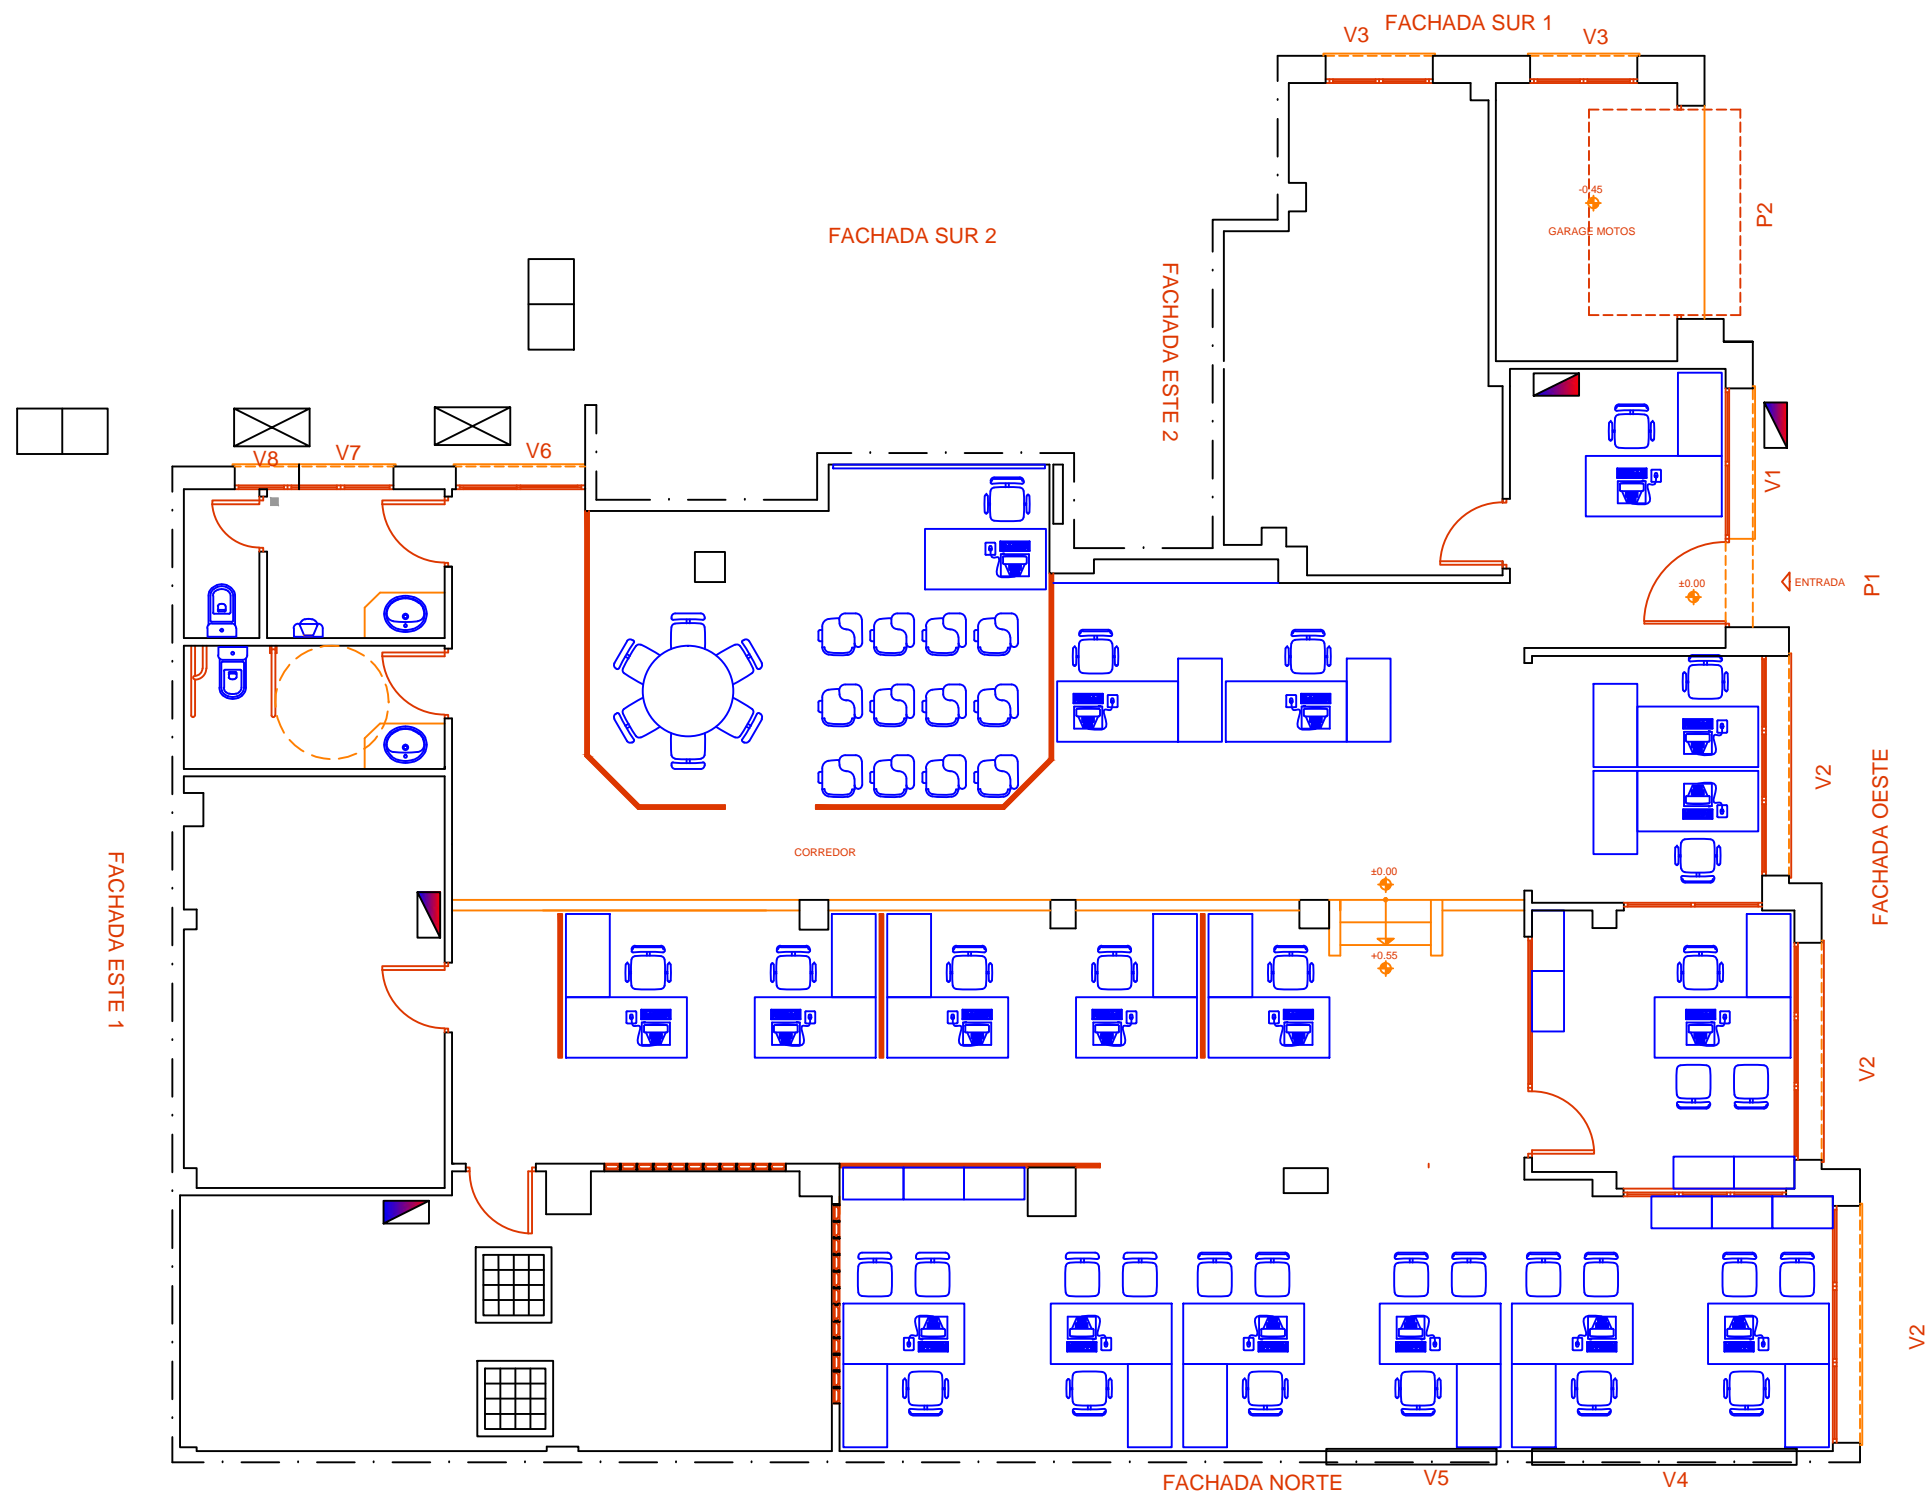 FACHADA SUR 1
V3
V3
-0.45
GARAGE MOTOS
P2
FACHADA SUR 2
FACHADA ESTE 2
V8
V7
V6
V1
±0.00
ENTRADA
P1
V2
FACHADA OESTE
CORREDOR
±0.00
+0.55
FACHADA ESTE 1
V2
V2
FACHADA NORTE
V5
V4